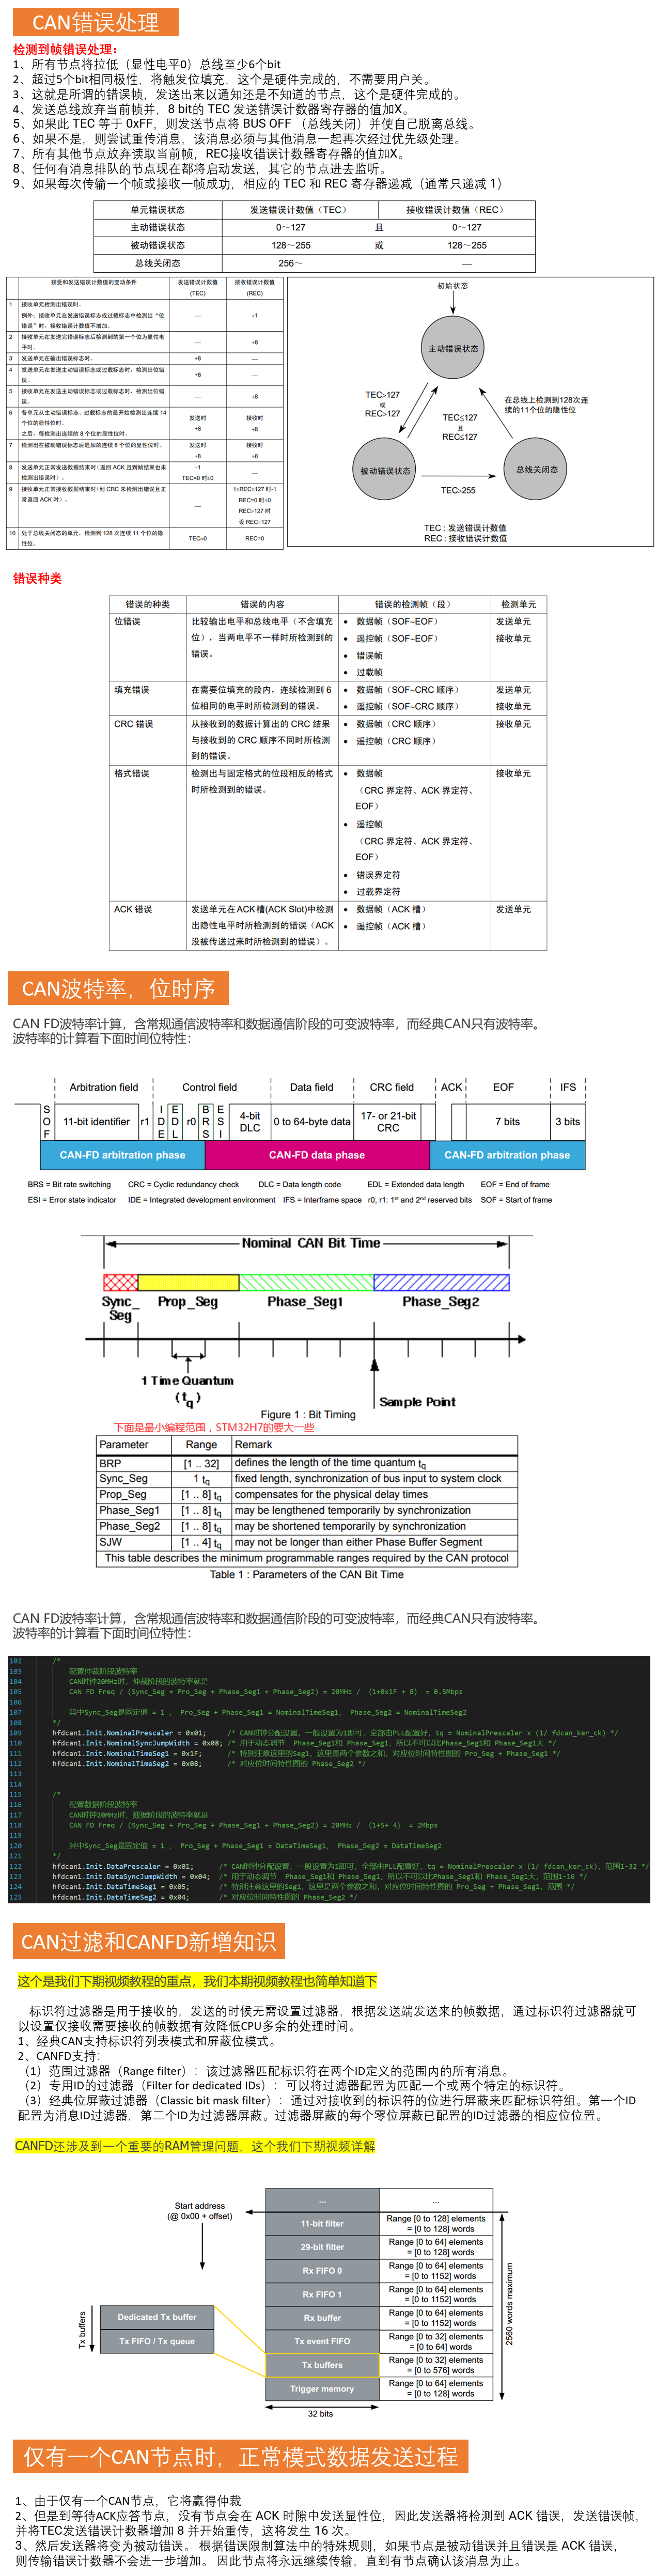 CAN错误处理
检测到帧错误处理：
1、所有节点将拉低（显性电平0）总线至少6个bit
2、超过5个bit相同极性，将触发位填充，这个是硬件完成的，不需要用户关。
3、这就是所谓的错误帧，发送出来以通知还是不知道的节点，这个是硬件完成的。
4、发送总线放弃当前帧并，8 bit的 TEC 发送错误计数器寄存器的值加X。
5、如果此 TEC 等于 0xFF，则发送节点将 BUS OFF （总线关闭）并使自己脱离总线。
6、如果不是，则尝试重传消息，该消息必须与其他消息一起再次经过优先级处理。
7、所有其他节点放弃读取当前帧，REC接收错误计数器寄存器的值加X。
8、任何有消息排队的节点现在都将启动发送，其它的节点进去监听。
9、如果每次传输一个帧或接收一帧成功，相应的 TEC 和 REC 寄存器递减（通常只递减 1）
单元错误状态 发送错误计数值（TEC） 接收错误计数值（REC）
主动错误状态 0～127 且 0～127
被动错误状态 128～255 或 128～255
总线关闭态 256～ —
接受和发送错误计数值的变动条件 发送错误计数值(TEC) 接收错误计数值(REC)
1 接收单元检测出错误时。
例外：接收单元在发送错误标志或过载标志中检测出“位错误”时，接收错误计数值不增加。 — +1
2 接收单元在发送完错误标志后检测到的第一个位为显性电平时。 — +8
3 发送单元在输出错误标志时。 +8 —
4 发送单元在发送主动错误标志或过载标志时，检测出位错误。 +8 —
5 接收单元在发送主动错误标志或过载标志时，检测出位错误。 — +8
6 各单元从主动错误标志、过载标志的最开始检测出连续 14 个位的显性位时。
之后，每检测出连续的 8 个位的显性位时。 发送时 +8 接收时 +8
7 检测出在被动错误标志后追加的连续 8 个位的显性位时。 发送时 +8 接收时 +8
8 发送单元正常发送数据结束时(返回 ACK 且到帧结束也未检测出错误时）。 -1 TEC=0 时±0 —
9 接收单元正常接收数据结束时(到 CRC 未检测出错误且正常返回 ACK 时）。 — 1≤REC≤127 时-1
REC=0 时±0
REC>127 时
设 REC=127
10 处于总线关闭态的单元，检测到 128 次连续 11 个位的隐性位。 TEC=0 REC=0
初始状态
主动错误状态
TEC>127
或
REC>127
TEC≤127
且
REC≤127
在总线上检测到128次连续的11个位的隐性位
被动错误状态
总线关闭态
TEC>255
TEC : 发送错误计数值
REC : 接收错误计数值
错误种类
错误的种类 错误的内容 错误的检测帧（段） 检测单元
位错误 比较输出电平和总线电平（不含填充位），当两电平不一样时所检测到的错误。 • 数据帧（SOF~EOF） • 遥控帧（SOF~EOF） • 错误帧 • 过载帧 发送单元 接收单元
填充错误 在需要位填充的段内，连续检测到 6 位相同的电平时所检测到的错误。 • 数据帧（SOF~CRC 顺序） • 遥控帧（SOF~CRC 顺序） 发送单元 接收单元
CRC 错误 从接收到的数据计算出的 CRC 结果与接收到的 CRC 顺序不同时所检测到的错误。 • 数据帧（CRC 顺序） • 遥控帧（CRC 顺序） 接收单元
格式错误 检测出与固定格式的位段相反的格式时所检测到的错误。 • 数据帧 （CRC 界定符、ACK 界定符、EOF） • 遥控帧 （CRC 界定符、ACK 界定符、EOF） • 错误界定符 • 过载界定符 接收单元
ACK 错误 发送单元在ACK槽(ACK Slot)中检测出隐性电平时所检测到的错误（ACK 没被传送过来时所检测到的错误）。 • 数据帧（ACK 槽） • 遥控帧（ACK 槽） 发送单元
CAN波特率，位时序
CAN FD波特率计算，含常规通信波特率和数据通信阶段的可变波特率，而经典CAN只有波特率。
波特率的计算看下面时间位特性：
Arbitration field Control field Data field CRC field ACK EOF IFS
SOF 11-bit identifier r1 IDE EDL r0 BRS ESI 4-bit DLC 0 to 64-byte data 17- or 21-bit CRC 7 bits 3 bits
CAN-FD arbitration phase CAN-FD data phase CAN-FD arbitration phase
BRS = Bit rate switching CRC = Cyclic redundancy check DLC = Data length code EDL = Extended data length EOF = End of frame
ESI = Error state indicator IDE = Integrated development environment IFS = Interframe space r0, r1: 1st and 2nd reserved bits SOF = Start of frame
Nominal CAN Bit Time
Sync_Seg Prop_Seg Phase_Seg1 Phase_Seg2
1 Time Quantum
(tq)
Sample Point
Figure 1 : Bit Timing
下面是最小编程范围，STM32H7的要大一些
Parameter Range Remark
BRP [1 .. 32] defines the length of the time quantum tq
Sync_Seg 1 tq fixed length, synchronization of bus input to system clock
Prop_Seg [1 .. 8] tq compensates for the physical delay times
Phase_Seg1 [1 .. 8] tq may be lengthened temporarily by synchronization
Phase_Seg2 [1 .. 8] tq may be shortened temporarily by synchronization
SJW [1 .. 4] tq may not be longer than either Phase Buffer Segment
This table describes the minimum programmable ranges required by the CAN protocol
Table 1 : Parameters of the CAN Bit Time
CAN FD波特率计算，含常规通信波特率和数据通信阶段的可变波特率，而经典CAN只有波特率。
波特率的计算看下面时间位特性：
102 /*
103 配置仲裁阶段波特率
104 CAN时钟20MHz时，仲裁阶段的波特率就是
105 CAN FD Freq / (Sync_Seg + Pro_Seg + Phase_Seg1 + Phase_Seg2) = 20MHz / (1+0x1F + 8) = 0.5Mbps
106
107 其中Sync_Seg是固定值 = 1 , Pro_Seg + Phase_Seg1 = NominalTimeSeg1, Phase_Seg2 = NominalTimeSeg2
108 */
109 hfdcan1.Init.NominalPrescaler = 0x01; /* CAN时钟分配设置，一般设置为1即可，全部由PLL配置好，tq = NominalPrescaler x (1/ fdcan_ker_ck) */
110 hfdcan1.Init.NominalSyncJumpWidth = 0x08; /* 用于动态调节 Phase_Seg1和 Phase_Seg1，所以不可以比Phase_Seg1和 Phase_Seg1大 */
111 hfdcan1.Init.NominalTimeSeg1 = 0x1F; /* 特别注意这里的Seg1，这里是两个参数之和，对应位时间特性图的 Pro_Seg + Phase_Seg1 */
112 hfdcan1.Init.NominalTimeSeg2 = 0x08; /* 对应位时间特性图的 Phase_Seg2 */
113
114
115 /*
116 配置数据阶段波特率
117 CAN时钟20MHz时，数据阶段的波特率就是
118 CAN FD Freq / (Sync_Seg + Pro_Seg + Phase_Seg1 + Phase_Seg2) = 20MHz / (1+5+ 4) = 2Mbps
119
120 其中Sync_Seg是固定值 = 1 , Pro_Seg + Phase_Seg1 = DataTimeSeg1, Phase_Seg2 = DataTimeSeg2
121 */
122 hfdcan1.Init.DataPrescaler = 0x01; /* CAN时钟分配设置，一般设置为1即可，全部由PLL配置好，tq = NominalPrescaler x (1/ fdcan_ker_ck)，范围1-32 */
123 hfdcan1.Init.DataSyncJumpWidth = 0x04; /* 用于动态调节 Phase_Seg1和 Phase_Seg1，所以不可以比Phase_Seg1和 Phase_Seg1大，范围1-16 */
124 hfdcan1.Init.DataTimeSeg1 = 0x05; /* 特别注意这里的Seg1，这里是两个参数之和，对应位时间特性图的 Pro_Seg + Phase_Seg1，范围 */
125 hfdcan1.Init.DataTimeSeg2 = 0x04; /* 对应位时间特性图的 Phase_Seg2 */
CAN过滤和CANFD新增知识
这个是我们下期视频教程的重点，我们本期视频教程也简单知道下
标识符过滤器是用于接收的，发送的时候无需设置过滤器，根据发送端发送来的帧数据，通过标识符过滤器就可
以设置仅接收需要接收的帧数据有效降低CPU多余的处理时间。
1、经典CAN支持标识符列表模式和屏蔽位模式。
2、CANFD支持：
（1）范围过滤器（Range filter）：该过滤器匹配标识符在两个ID定义的范围内的所有消息。
（2）专用ID的过滤器（Filter for dedicated IDs）：可以将过滤器配置为匹配一个或两个特定的标识符。
（3）经典位屏蔽过滤器（Classic bit mask filter）：通过对接收到的标识符的位进行屏蔽来匹配标识符组。第一个ID
配置为消息ID过滤器，第二个ID为过滤器屏蔽。过滤器屏蔽的每个零位屏蔽已配置的ID过滤器的相应位位置。
CANFD还涉及到一个重要的RAM管理问题，这个我们下期视频详解
Start address
(@ 0x00 + offset)
... ...
11-bit filter Range [0 to 128] elements = [0 to 128] words
29-bit filter Range [0 to 64] elements = [0 to 128] words
Rx FIFO 0 Range [0 to 64] elements = [0 to 1152] words
Rx FIFO 1 Range [0 to 64] elements = [0 to 1152] words
Rx buffer Range [0 to 64] elements = [0 to 1152] words
Tx event FIFO Range [0 to 32] elements = [0 to 64] words
Tx buffers Range [0 to 32] elements = [0 to 576] words
Trigger memory Range [0 to 64] elements = [0 to 128] words
Tx buffers
Dedicated Tx buffer
Tx FIFO / Tx queue
2560 words maximum
32 bits
仅有一个CAN节点时，正常模式数据发送过程
1、由于仅有一个CAN节点，它将赢得仲裁
2、但是到等待ACK应答节点，没有节点会在 ACK 时隙中发送显性位，因此发送器将检测到 ACK 错误，发送错误帧，
并将TEC发送错误计数器增加 8 并开始重传，这将发生 16 次。
3、然后发送器将变为被动错误。 根据错误限制算法中的特殊规则，如果节点是被动错误并且错误是 ACK 错误，
则传输错误计数器不会进一步增加。 因此节点将永远继续传输，直到有节点确认该消息为止。